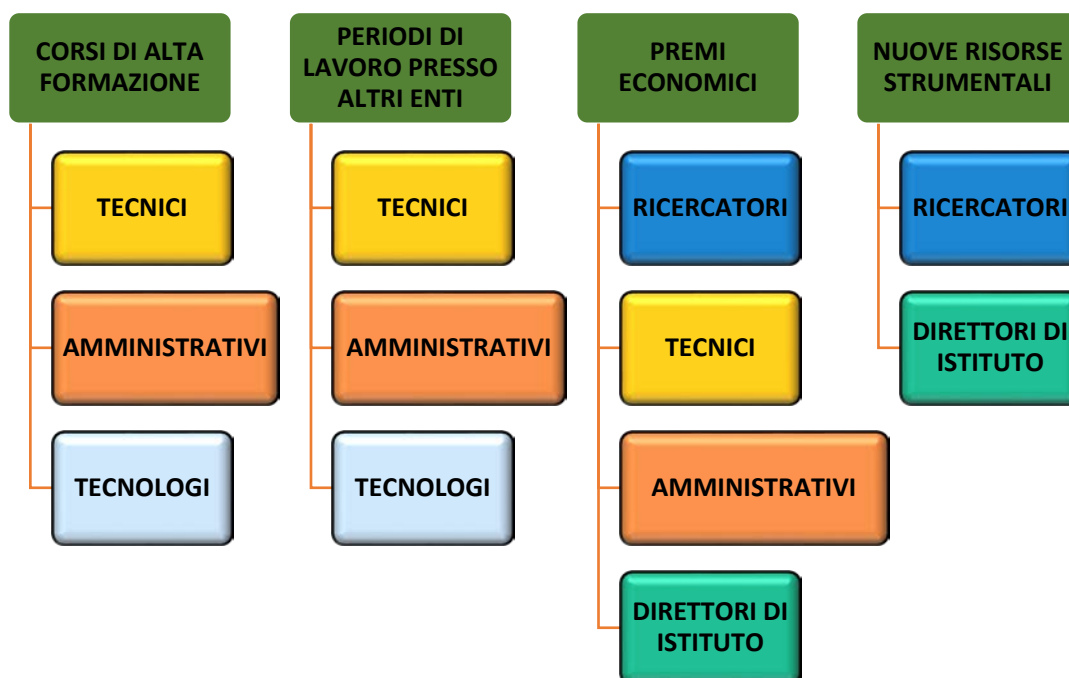 CORSI DI ALTA
FORMAZIONE
TECNICI
AMMINISTRATIVI
TECNOLOGI
PERIODI DI
LAVORO PRESSO
ALTRI ENTI
TECNICI
AMMINISTRATIVI
TECNOLOGI
PREMI
ECONOMICI
RICERCATORI
TECNICI
AMMINISTRATIVI
DIRETTORI DI
ISTITUTO
NUOVE RISORSE
STRUMENTALI
RICERCATORI
DIRETTORI DI
ISTITUTO